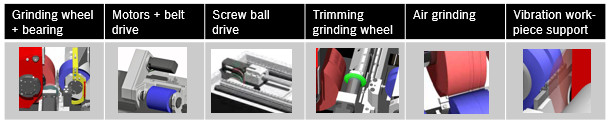 Grinding wheel
+ bearing
Motors + belt
drive
Screw ball
drive
Trimming
grinding wheel
Air grinding
Vibration work-
piece support